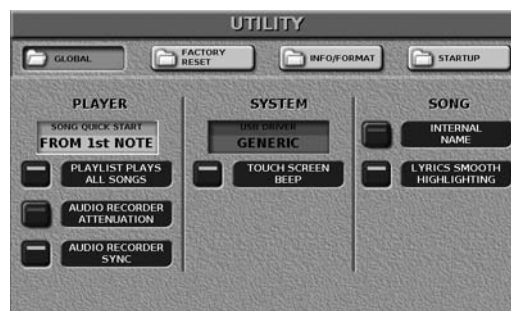 UTILITY
GLOBAL
FACTORY
RESET
INFO/FORMAT
STARTUP
PLAYER
SONG QUICK START
FROM 1st NOTE
PLAYLIST PLAYS
ALL SONGS
AUDIO RECORDER
ATTENUATION
AUDIO RECORDER
SYNC
SYSTEM
USB DRIVER
GENERIC
TOUCH SCREEN
BEEP
SONG
INTERNAL
NAME
LYRICS SMOOTH
HIGHLIGHTING